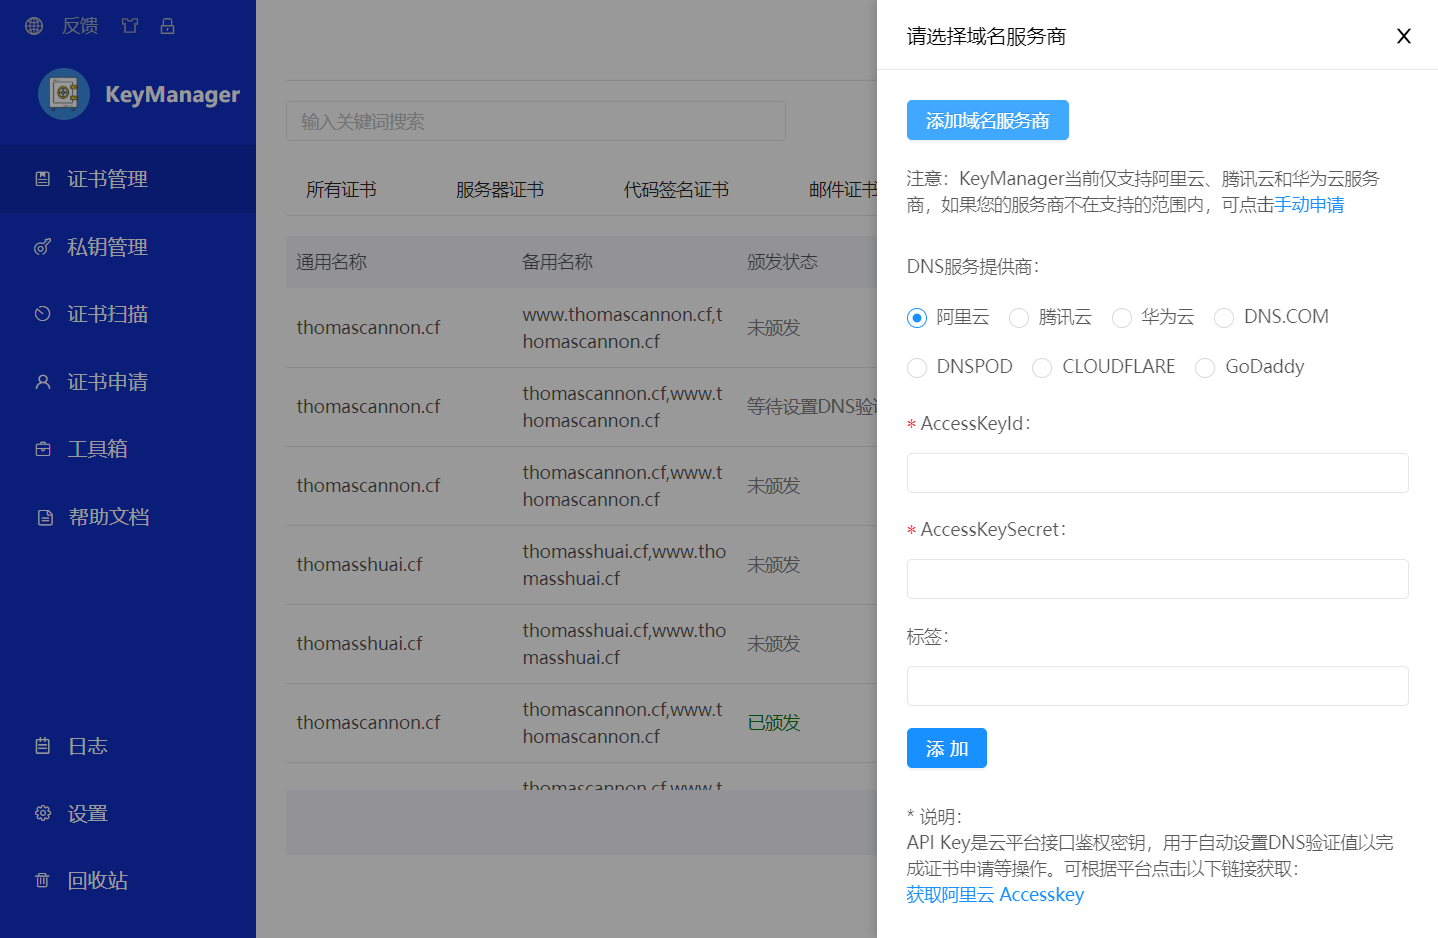 反馈
KeyManager
证书管理
私钥管理
证书扫描
证书申请
工具箱
帮助文档
日志
设置
回收站
输入关键词搜索
所有证书 服务器证书 代码签名证书 邮件证书
通用名称 备用名称 颁发状态
thomascannon.cf www.thomascannon.cf,t 未颁发
homascannon.cf
thomascannon.cf thomascannon.cf,www.t 等待设置DNS验
homascannon.cf
thomascannon.cf thomascannon.cf,www.t 未颁发
homascannon.cf
thomasshuai.cf thomasshuai.cf,www.tho 未颁发
masshuai.cf
thomasshuai.cf thomasshuai.cf,www.tho 未颁发
masshuai.cf
thomascannon.cf thomascannon.cf,www.t 已颁发
homascannon.cf
thomascannon.cf,www.t
请选择域名服务商
添加域名服务商
注意：KeyManager当前仅支持阿里云、腾讯云和华为云服务
商，如果您的服务商不在支持的范围内，可点击手动申请
DNS服务提供商：
阿里云 腾讯云 华为云 DNS.COM
DNSPOD CLOUDFLARE GoDaddy
* AccessKeyId：
* AccessKeySecret：
标签：
添 加
* 说明：
API Key是云平台接口鉴权密钥，用于自动设置DNS验证值以完
成证书申请等操作。可根据平台点击以下链接获取：
获取阿里云 Accesskey